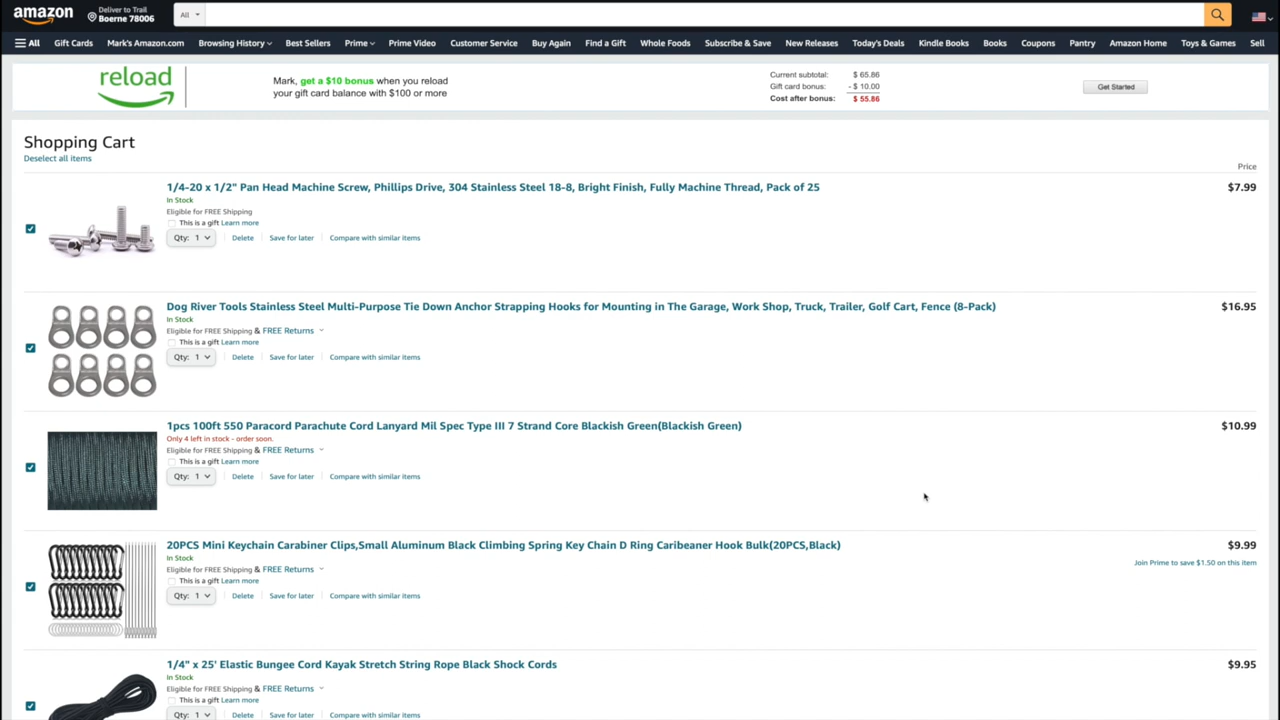 amazon
Deliver to Trail
Boerne 78006
All
All
Gift Cards
Mark's Amazon.com
Browsing History
Best Sellers
Prime
Prime Video
Customer Service
Buy Again
Find a Gift
Whole Foods
Subscribe & Save
New Releases
Today's Deals
Kindle Books
Books
Coupons
Pantry
Amazon Home
Toys & Games
Sell
reload
Mark, get a $10 bonus when you reload
your gift card balance with $100 or more
Current subtotal: $ 65.86
Gift card bonus: - $ 10.00
Cost after bonus: $ 55.86
Get Started
Shopping Cart
Deselect all items
Price
1/4-20 x 1/2" Pan Head Machine Screw, Phillips Drive, 304 Stainless Steel 18-8, Bright Finish, Fully Machine Thread, Pack of 25
$7.99
In Stock
Eligible for FREE Shipping
This is a gift Learn more
Qty: 1 Delete Save for later Compare with similar items
Dog River Tools Stainless Steel Multi-Purpose Tie Down Anchor Strapping Hooks for Mounting in The Garage, Work Shop, Truck, Trailer, Golf Cart, Fence (8-Pack)
$16.95
In Stock
Eligible for FREE Shipping & FREE Returns
This is a gift Learn more
Qty: 1 Delete Save for later Compare with similar items
1pcs 100ft 550 Paracord Parachute Cord Lanyard Mil Spec Type III 7 Strand Core Blackish Green(Blackish Green)
$10.99
Only 4 left in stock - order soon.
Eligible for FREE Shipping & FREE Returns
This is a gift Learn more
Qty: 1 Delete Save for later Compare with similar items
20PCS Mini Keychain Carabiner Clips,Small Aluminum Black Climbing Spring Key Chain D Ring Caribeaner Hook Bulk(20PCS,Black)
$9.99
In Stock
Join Prime to save $1.50 on this item
Eligible for FREE Shipping & FREE Returns
This is a gift Learn more
Qty: 1 Delete Save for later Compare with similar items
1/4" x 25' Elastic Bungee Cord Kayak Stretch String Rope Black Shock Cords
$9.95
In Stock
Eligible for FREE Shipping & FREE Returns
This is a gift Learn more
Qty: 1 Delete Save for later Compare with similar items